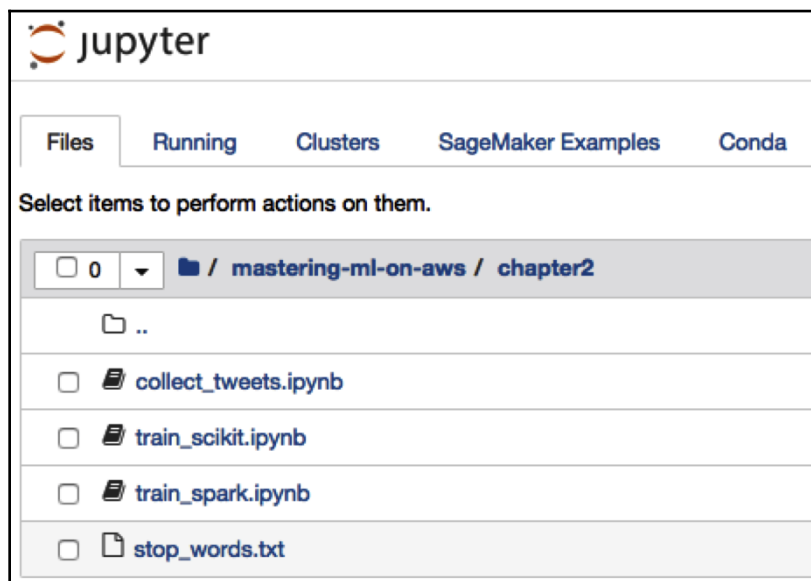 jupyter
Files Running Clusters SageMaker Examples Conda
Select items to perform actions on them.
0 / mastering-ml-on-aws / chapter2
..
collect_tweets.ipynb
train_scikit.ipynb
train_spark.ipynb
stop_words.txt